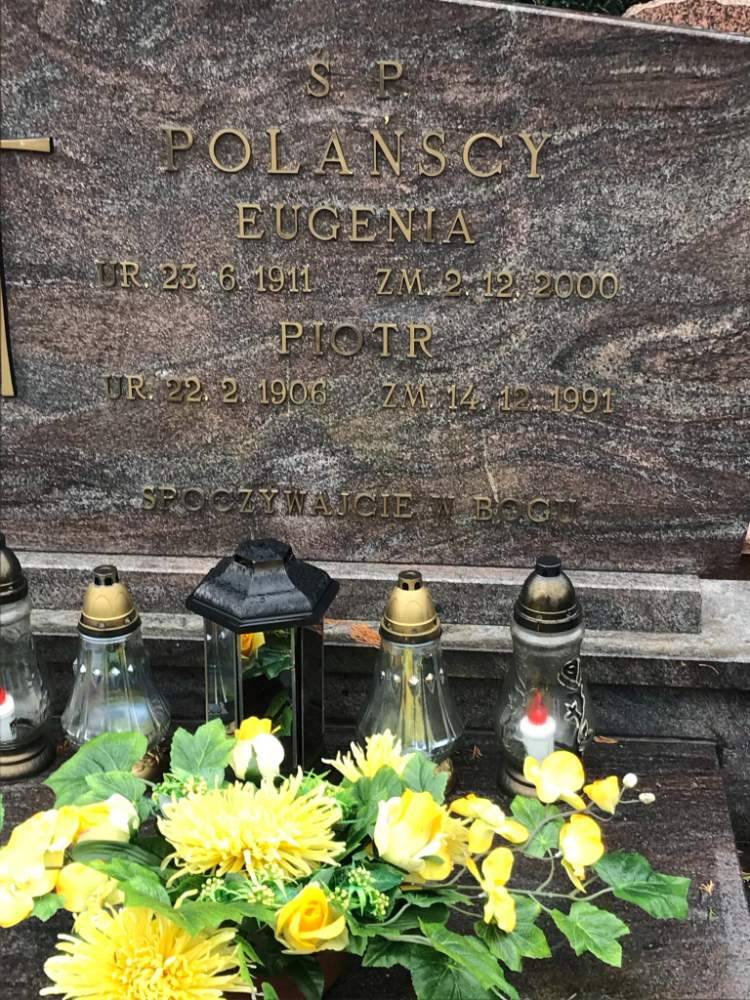 Ś. P.
POLAŃSCY
EUGENIA
UR. 23. 6. 1911 ZM. 2. 12. 2000
PIOTR
UR. 22. 2. 1906 ZM. 14. 12. 1991
SPOCZYWAJCIE W BOGU